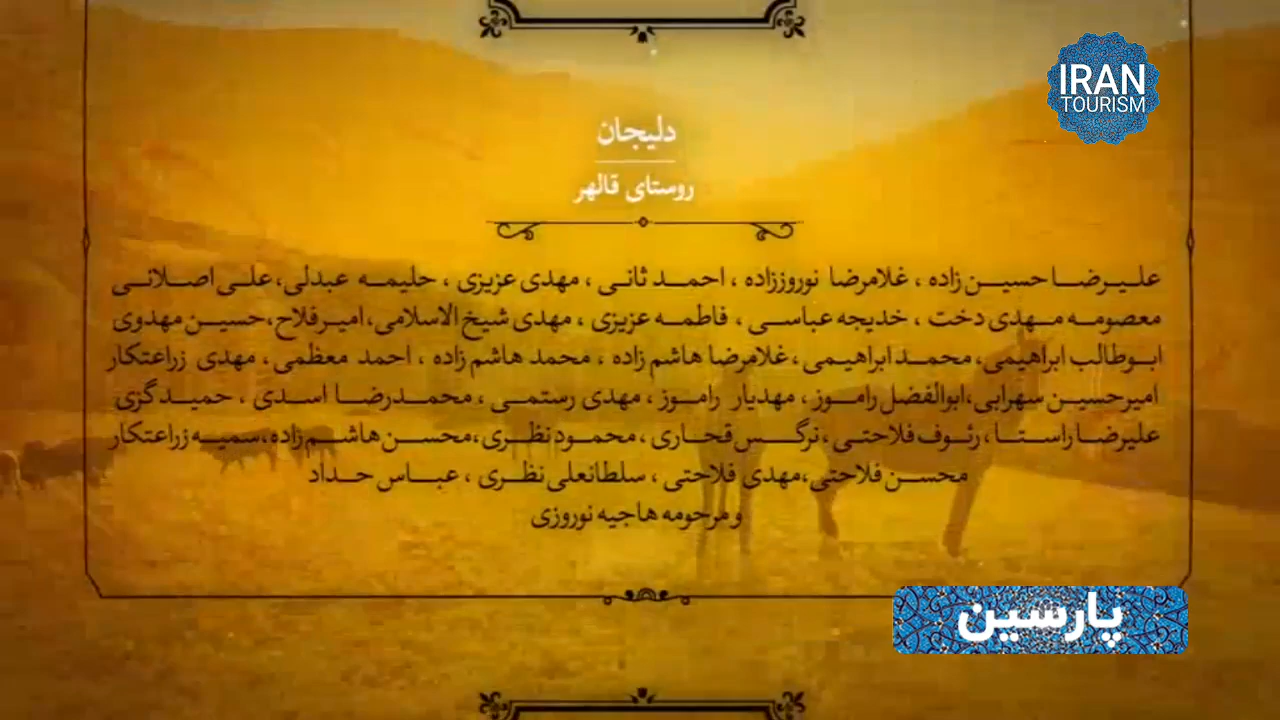 IRAN
TOURISM
دلیجان
روستای قالهر
علیرضا حسین زاده ، غلامرضا نوروززاده ، احمد ثانی ، مهدی عزیزی ، حلیمه عبدلی،علی اصلانی
معصومه مهدی دخت ، خدیجه عباسی ، فاطمه عزیزی ، مهدی شیخ الاسلامی،امیرفلاح،حسین مهدوی
ابوطالب ابراهیمی، محمد ابراهیمی ،غلامرضا هاشم زاده ، محمد هاشم زاده ، احمد معظمی ، مهدی زراعتکار
امیرحسین سهرابی،ابوالفضل راموز ، مهدیار راموز ، مهدی رستمی ، محمدرضا اسدی ، حمیدگزی
علیرضا راستا ، رئوف فلاحتی ، نرگس قجاری ، محمود نظری،محسن هاشم زاده،سمیه زراعتکار
محسن فلاحتی،مهدی فلاحتی ، سلطانعلی نظری ، عباس حداد
و مرحومه هاجیه نوروزی
پارسین